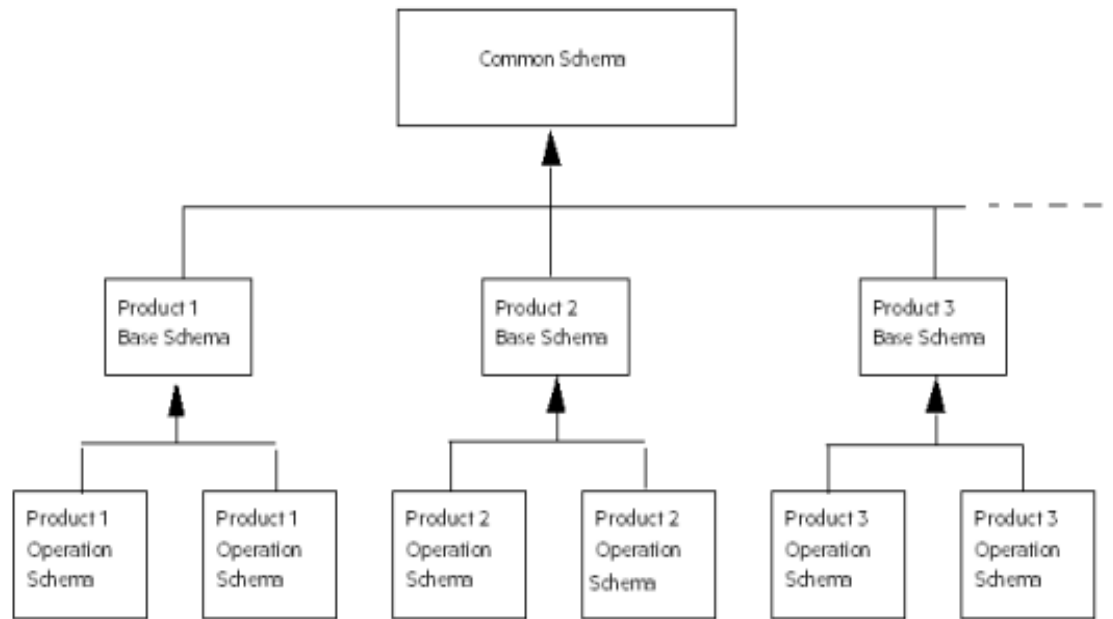 Common Schema
Product 1
Base Schema
Product 2
Base Schema
Product 3
Base Schema
Product 1
Operation
Schema
Product 1
Operation
Schema
Product 2
Operation
Schema
Product 2
Operation
Schema
Product 3
Operation
Schema
Product 3
Operation
Schema